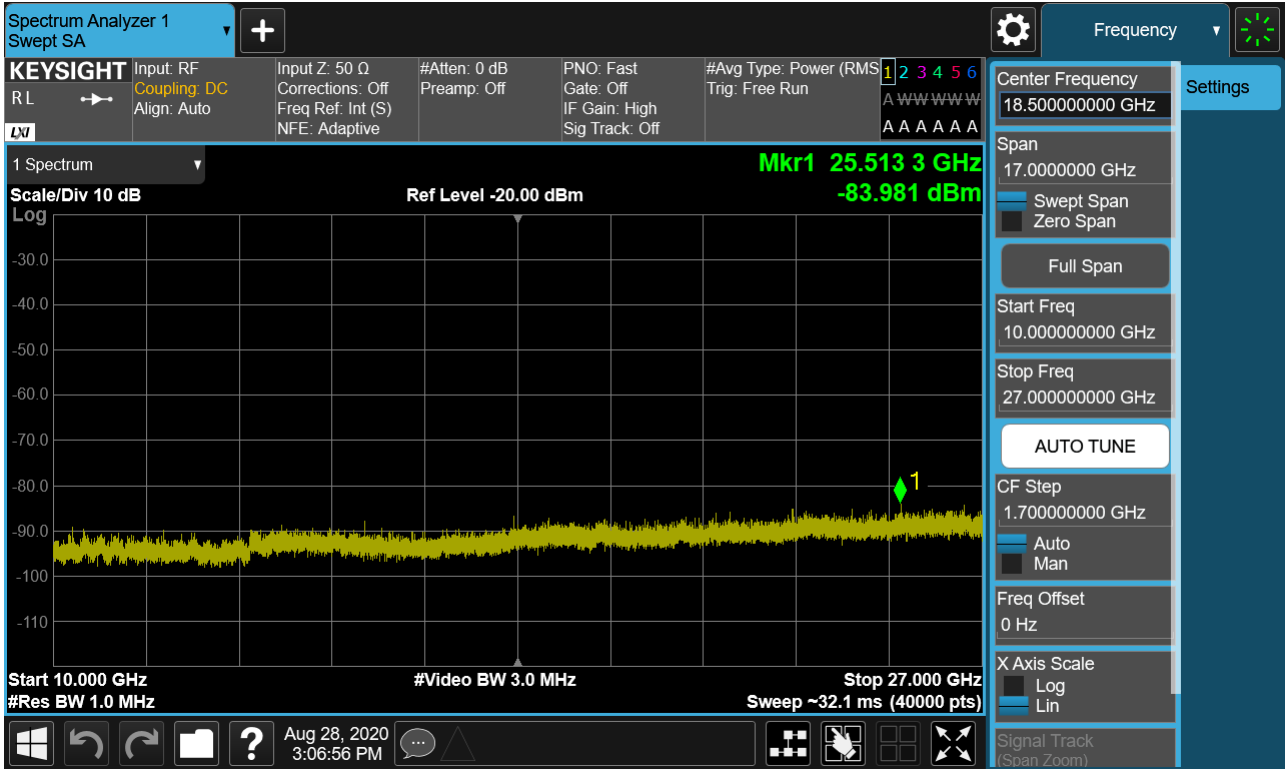 Spectrum Analyzer 1
Swept SA
+
Frequency
KEYSIGHT
R L
LXI
Input: RF
Coupling: DC
Align: Auto
Input Z: 50 Ω
Corrections: Off
Freq Ref: Int (S)
NFE: Adaptive
#Atten: 0 dB
Preamp: Off
PNO: Fast
Gate: Off
IF Gain: High
Sig Track: Off
#Avg Type: Power (RMS
Trig: Free Run
1 2 3 4 5 6
A W W W W W
A A A A A A
1 Spectrum
Mkr1 25.513 3 GHz
Scale/Div 10 dB
Ref Level -20.00 dBm
-83.981 dBm
Log
-30.0
-40.0
-50.0
-60.0
-70.0
-80.0
-90.0
-100
-110
1
Start 10.000 GHz
#Video BW 3.0 MHz
Stop 27.000 GHz
#Res BW 1.0 MHz
Sweep ~32.1 ms (40000 pts)
Center Frequency
18.500000000 GHz
Span
17.0000000 GHz
Swept Span
Zero Span
Full Span
Start Freq
10.000000000 GHz
Stop Freq
27.000000000 GHz
AUTO TUNE
CF Step
1.700000000 GHz
Auto
Man
Freq Offset
0 Hz
X Axis Scale
Log
Lin
Signal Track
(Span Zoom)
Settings
?
Aug 28, 2020
3:06:56 PM